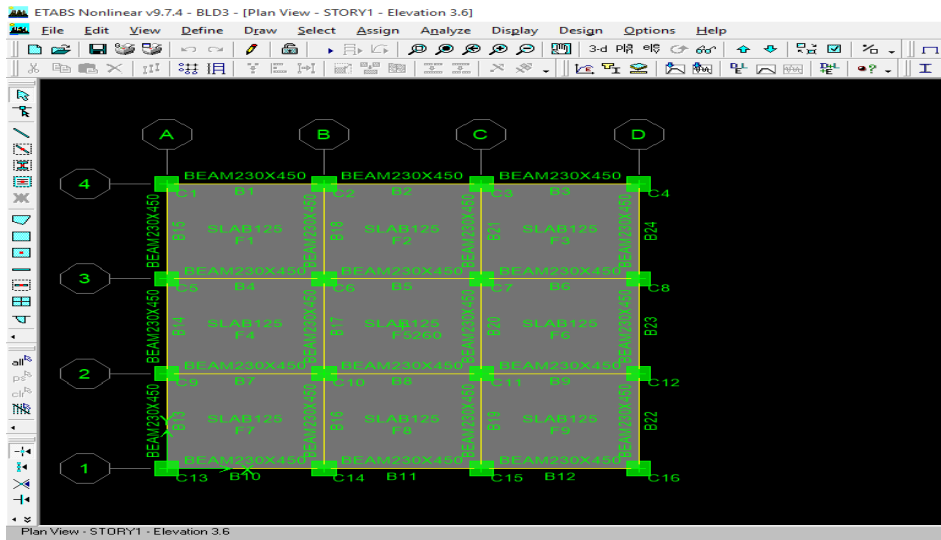 ETABS Nonlinear v9.7.4 - BLD3 - [Plan View - STORY1 - Elevation 3.6]
File Edit View Define Draw Select Assign Analyze Display Design Options Help
3-d
all
ps
clr
A B C D
4 BEAM230X450 BEAM230X450 BEAM230X450
C1 B1 C2 B2 C3 B3 C4
BEAM230X450 B15 SLAB125 BEAM230X450 B18 SLAB125 BEAM230X450 B21 SLAB125 BEAM230X450 B24
F1 F2 F3
3 BEAM230X450 BEAM230X450 BEAM230X450
C5 B4 C6 B5 C7 B6 C8
BEAM230X450 B14 SLAB125 BEAM230X450 B17 SLAB125 BEAM230X450 B20 SLAB125 BEAM230X450 B23
F4 F5260 F6
2 BEAM230X450 BEAM230X450 BEAM230X450
C9 B7 C10 B8 C11 B9 C12
BEAM230X450 B13 SLAB125 BEAM230X450 B16 SLAB125 BEAM230X450 B19 SLAB125 BEAM230X450 B22
F7 F8 F9
1 BEAM230X450 BEAM230X450 BEAM230X450
C13 B10 C14 B11 C15 B12 C16
Plan View - STORY1 - Elevation 3.6